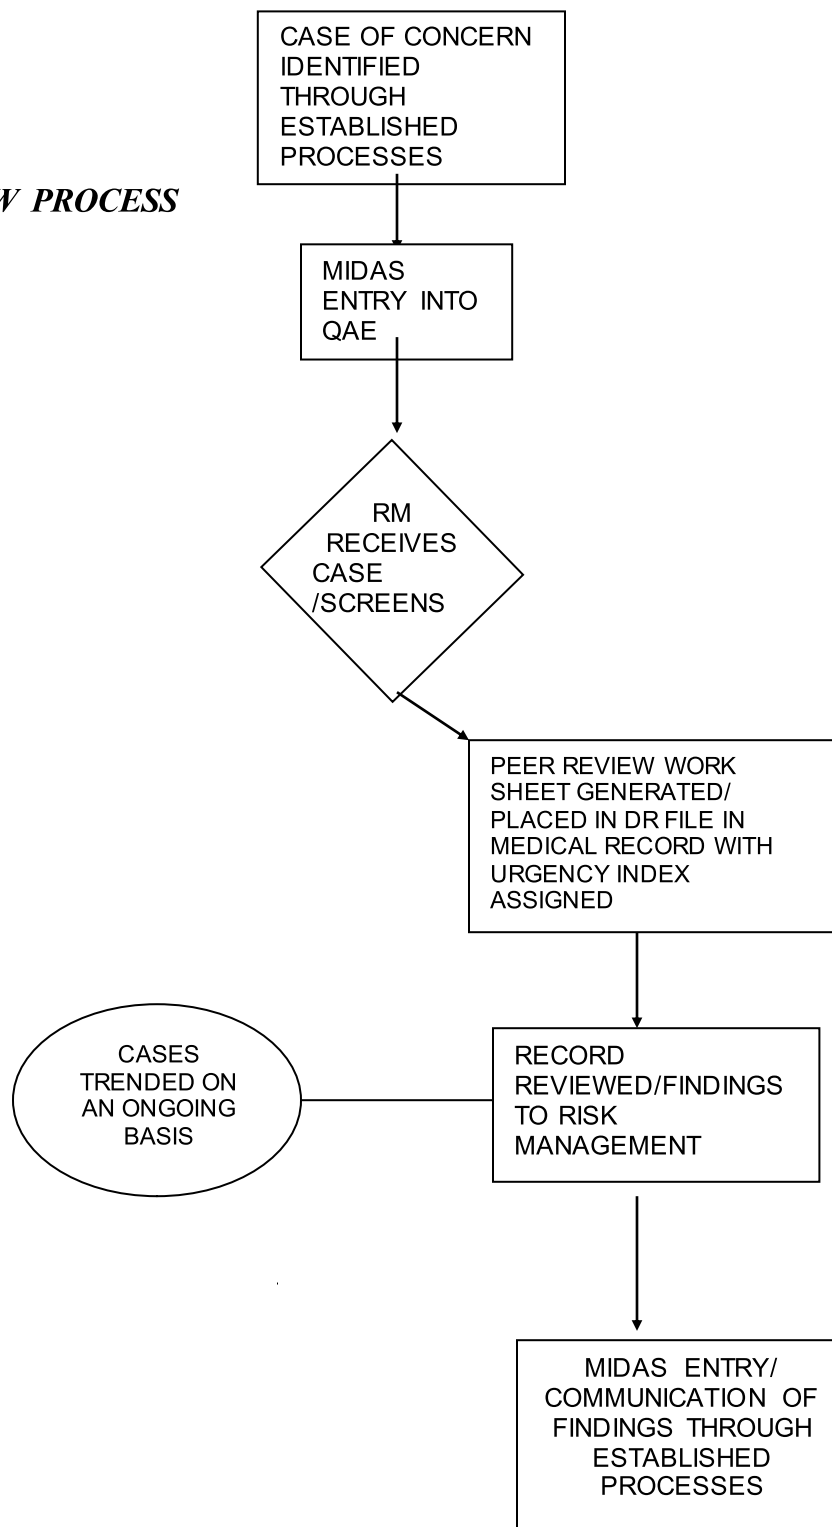 CASE OF CONCERN
IDENTIFIED
THROUGH
ESTABLISHED
PROCESSES
W PROCESS
MIDAS
ENTRY INTO
QAE
RM
RECEIVES
CASE
/SCREENS
PEER REVIEW WORK
SHEET GENERATED/
PLACED IN DR FILE IN
MEDICAL RECORD WITH
URGENCY INDEX
ASSIGNED
CASES
TRENDED ON
AN ONGOING
BASIS
RECORD
REVIEWED/FINDINGS
TO RISK
MANAGEMENT
MIDAS ENTRY/
COMMUNICATION OF
FINDINGS THROUGH
ESTABLISHED
PROCESSES